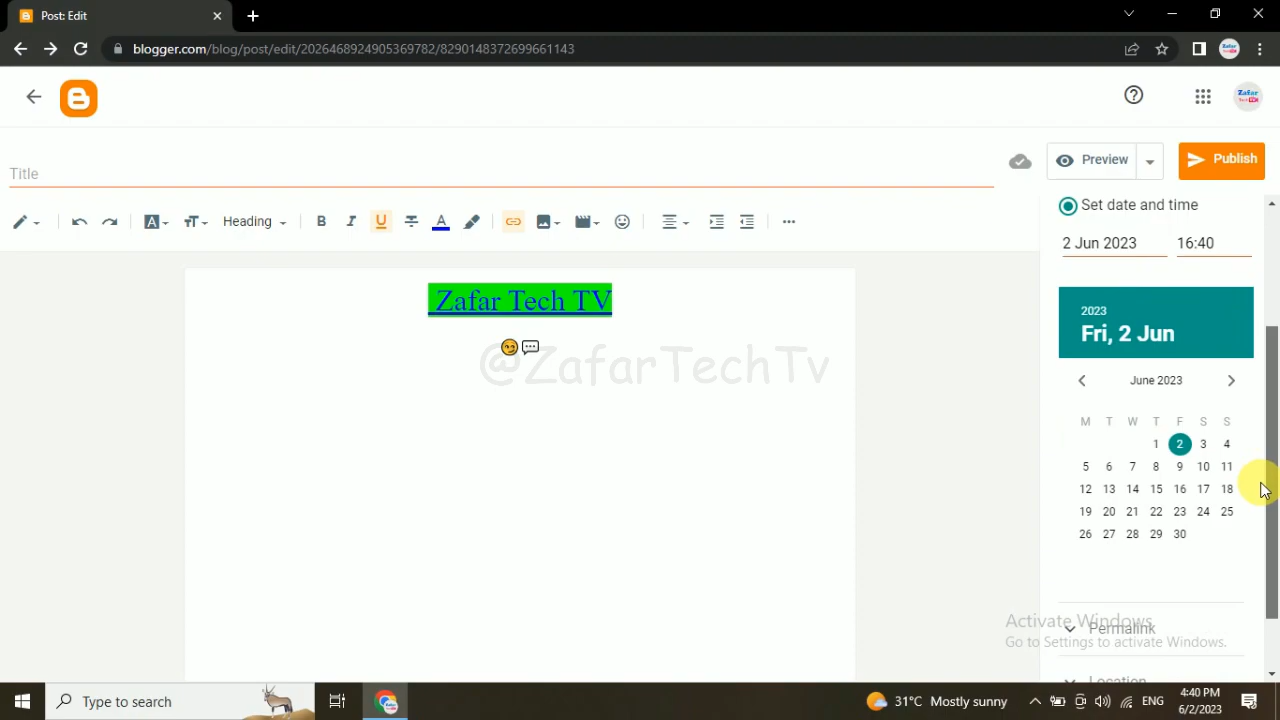 Post: Edit
blogger.com/blog/post/edit/2026468924905369782/8290148372699661143
Title
Preview
Publish
Heading
Set date and time
2 Jun 2023 16:40
Zafar Tech TV
@ZafarTechTv
2023
Fri, 2 Jun
June 2023
M T W T F S S
1 2 3 4
5 6 7 8 9 10 11
12 13 14 15 16 17 18
19 20 21 22 23 24 25
26 27 28 29 30
Permalink
Location
Activate Windows
Go to Settings to activate Windows.
Type to search
31°C Mostly sunny
ENG
4:40 PM
6/2/2023